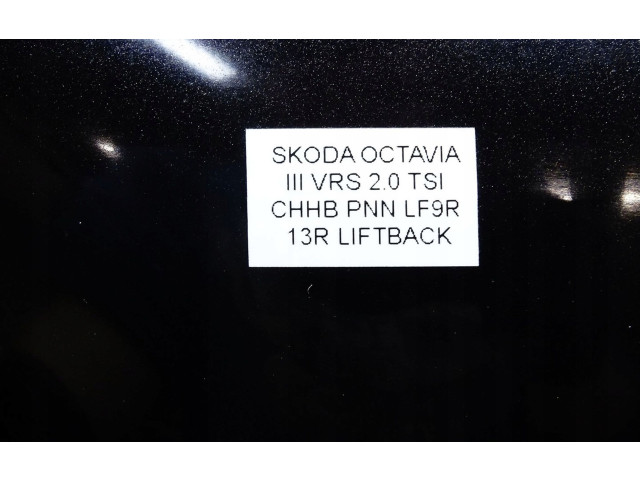 SKODA OCTAVIA
III VRS 2.0 TSI
CHHB PNN LF9R
13R LIFTBACK